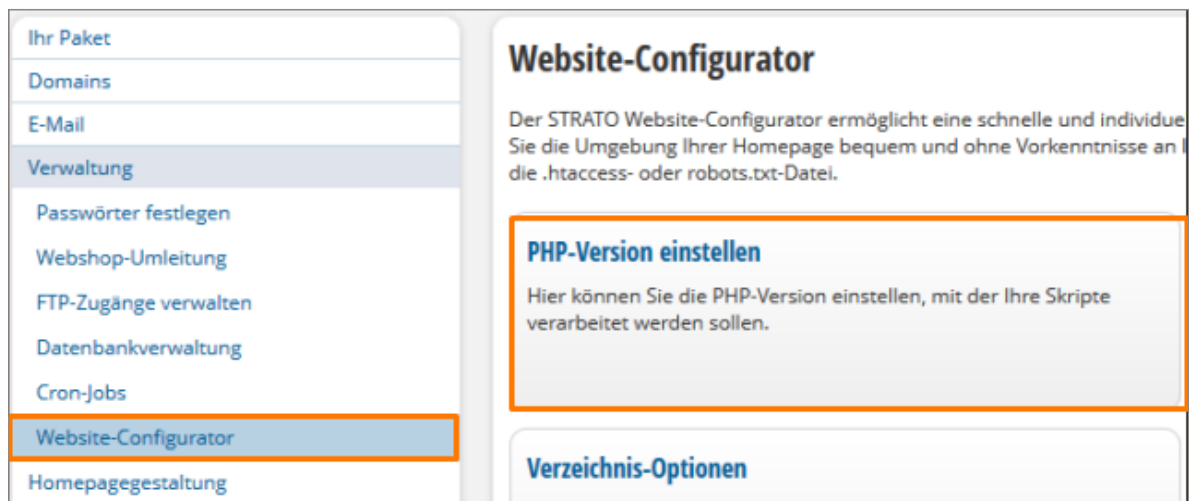 Ihr Paket
Domains
E-Mail
Verwaltung
Passwörter festlegen
Webshop-Umleitung
FTP-Zugänge verwalten
Datenbankverwaltung
Cron-Jobs
Website-Configurator
Homepagegestaltung
Website-Configurator
Der STRATO Website-Configurator ermöglicht eine schnelle und individue
Sie die Umgebung Ihrer Homepage bequem und ohne Vorkenntnisse an
die .htaccess- oder robots.txt-Datei.
PHP-Version einstellen
Hier können Sie die PHP-Version einstellen, mit der Ihre Skripte
verarbeitet werden sollen.
Verzeichnis-Optionen